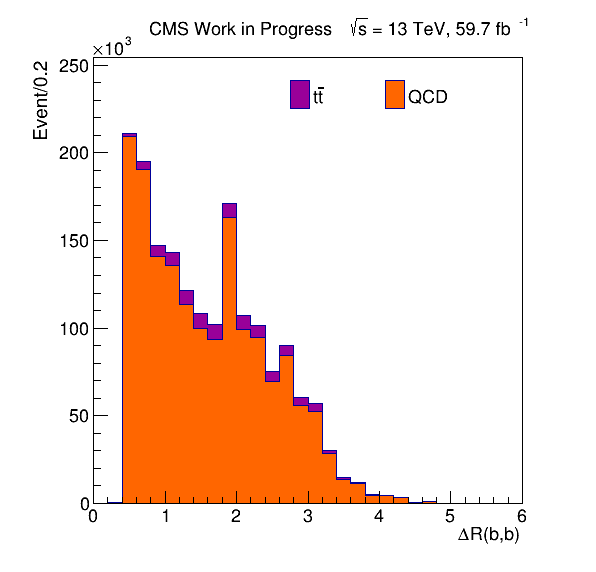 CMS Work in Progress √s = 13 TeV, 59.7 fb⁻¹
×10³
Event/0.2
250
200
150
100
50
0
tt̄
QCD
0 1 2 3 4 5 6
ΔR(b,b)